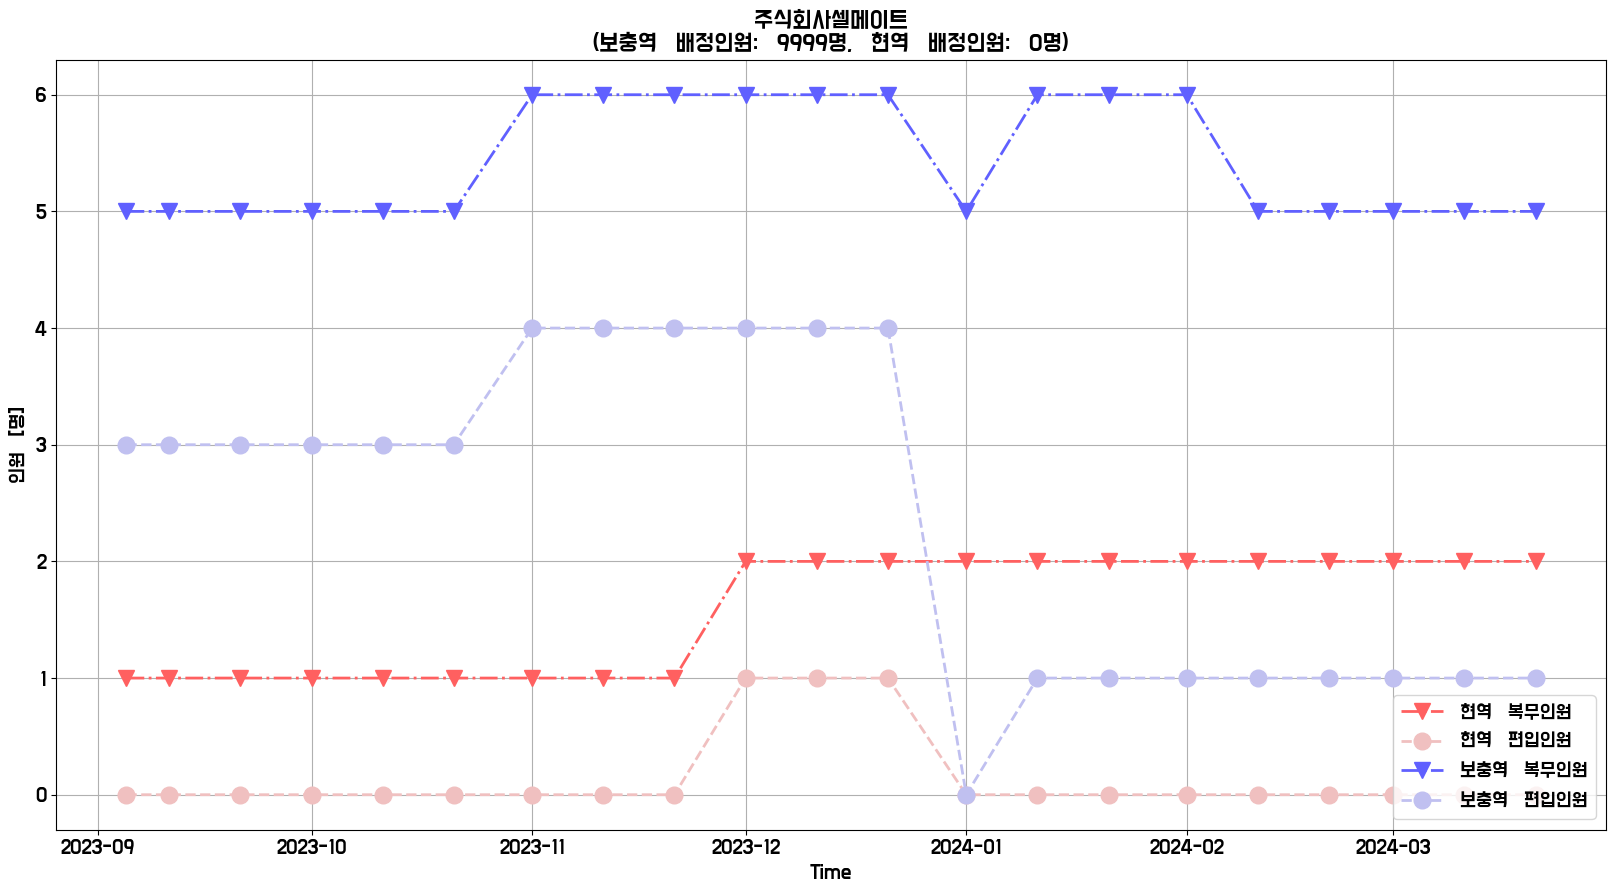 주식회사셀메이트
(보충역 배정인원: 9999명, 현역 배정인원: 0명)
6
5
4
3
2
1
0
인원 [명]
2023-09 2023-10 2023-11 2023-12 2024-01 2024-02 2024-03
Time
현역 복무인원
현역 편입인원
보충역 복무인원
보충역 편입인원